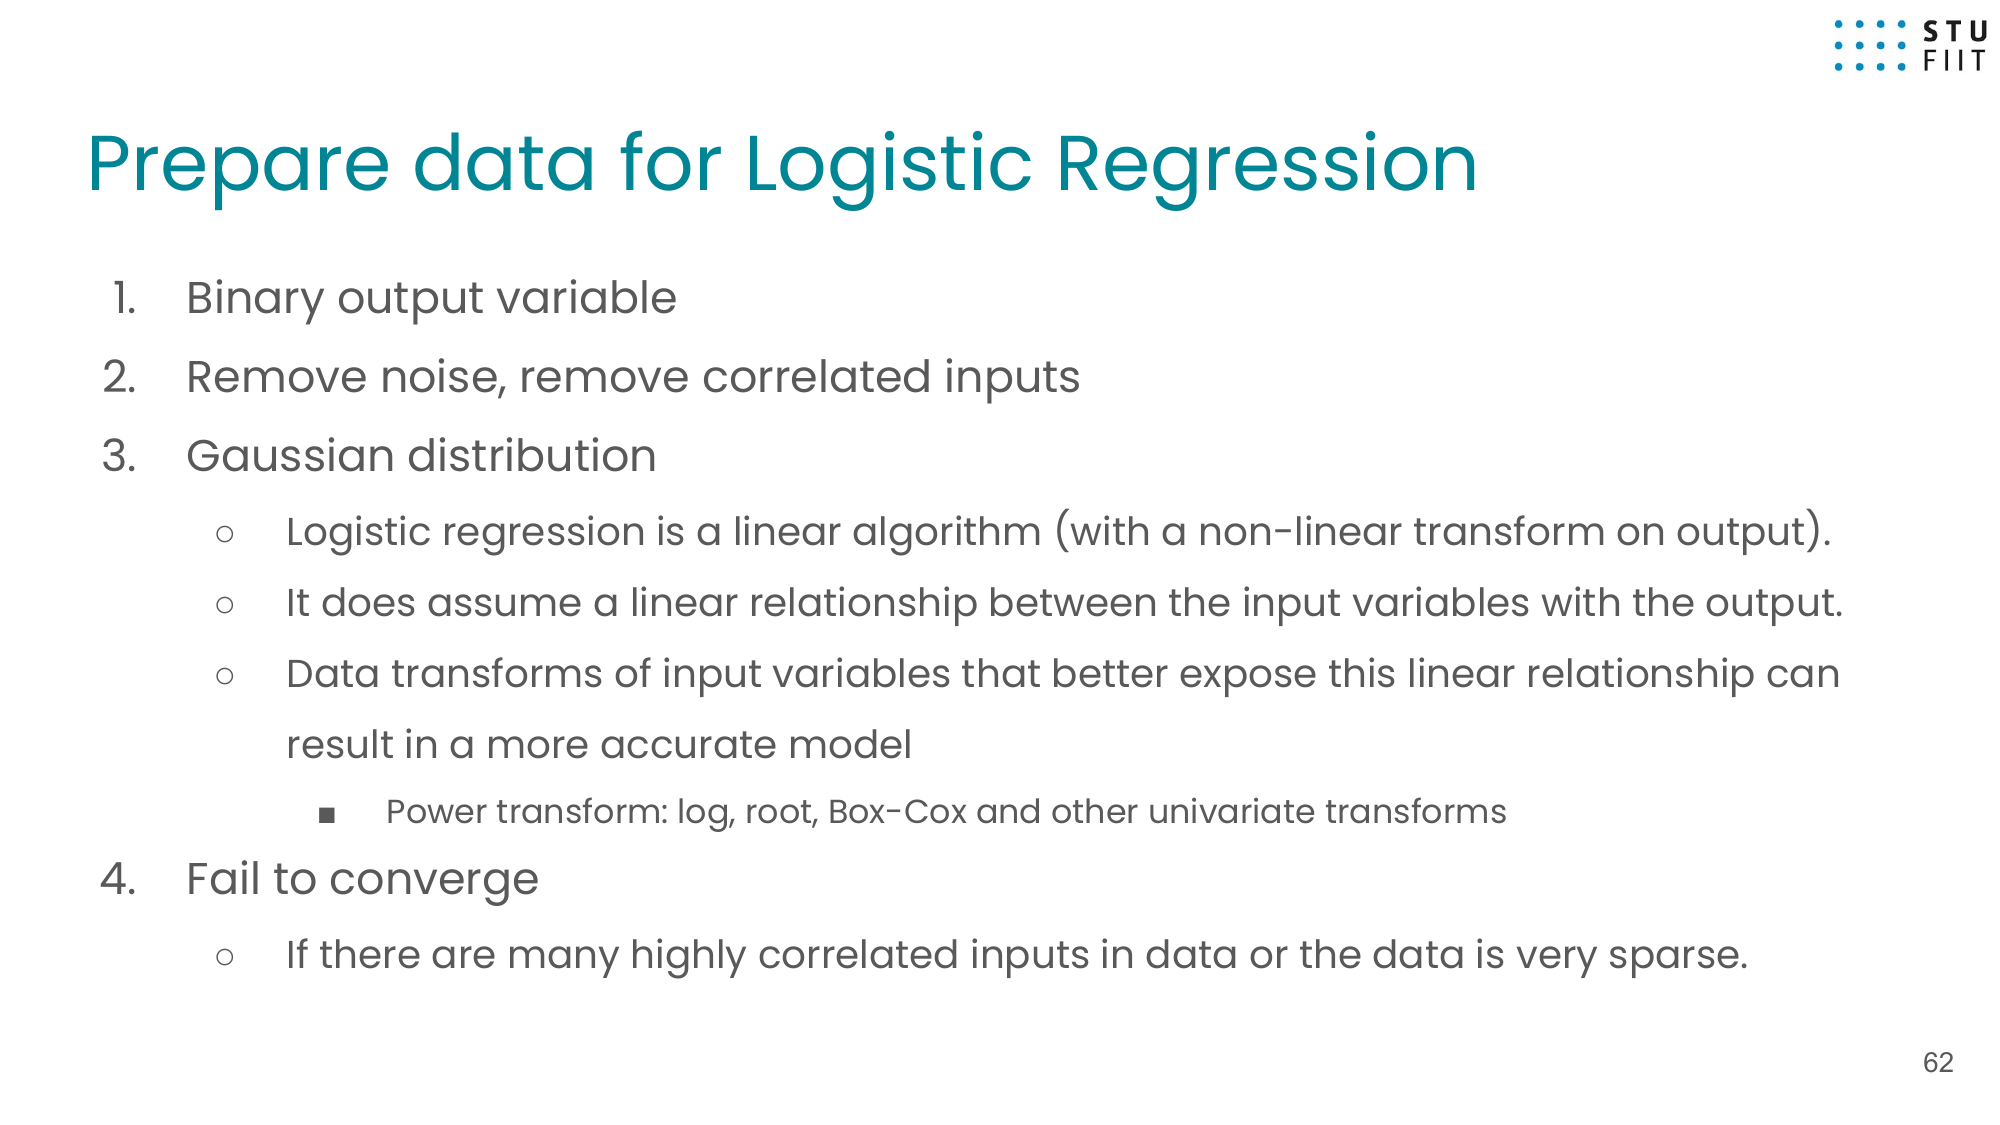 STU
FIIT
Prepare data for Logistic Regression
1. Binary output variable
2. Remove noise, remove correlated inputs
3. Gaussian distribution
○ Logistic regression is a linear algorithm (with a non-linear transform on output).
○ It does assume a linear relationship between the input variables with the output.
○ Data transforms of input variables that better expose this linear relationship can
result in a more accurate model
■ Power transform: log, root, Box-Cox and other univariate transforms
4. Fail to converge
○ If there are many highly correlated inputs in data or the data is very sparse.
62